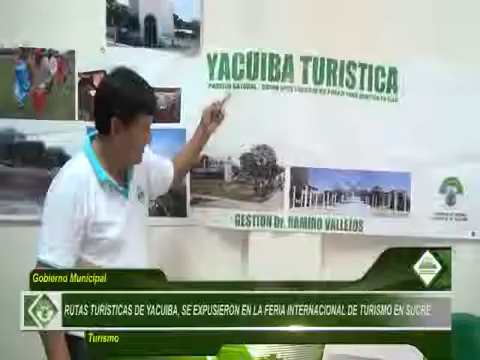 YACUIBA TURISTICA
GESTION Dr. RAMIRO VALLEJOS
Gobierno Municipal
RUTAS TURÍSTICAS DE YACUIBA, SE EXPUSIERON EN LA FERIA INTERNACIONAL DE TURISMO EN SUCRE.
Turismo